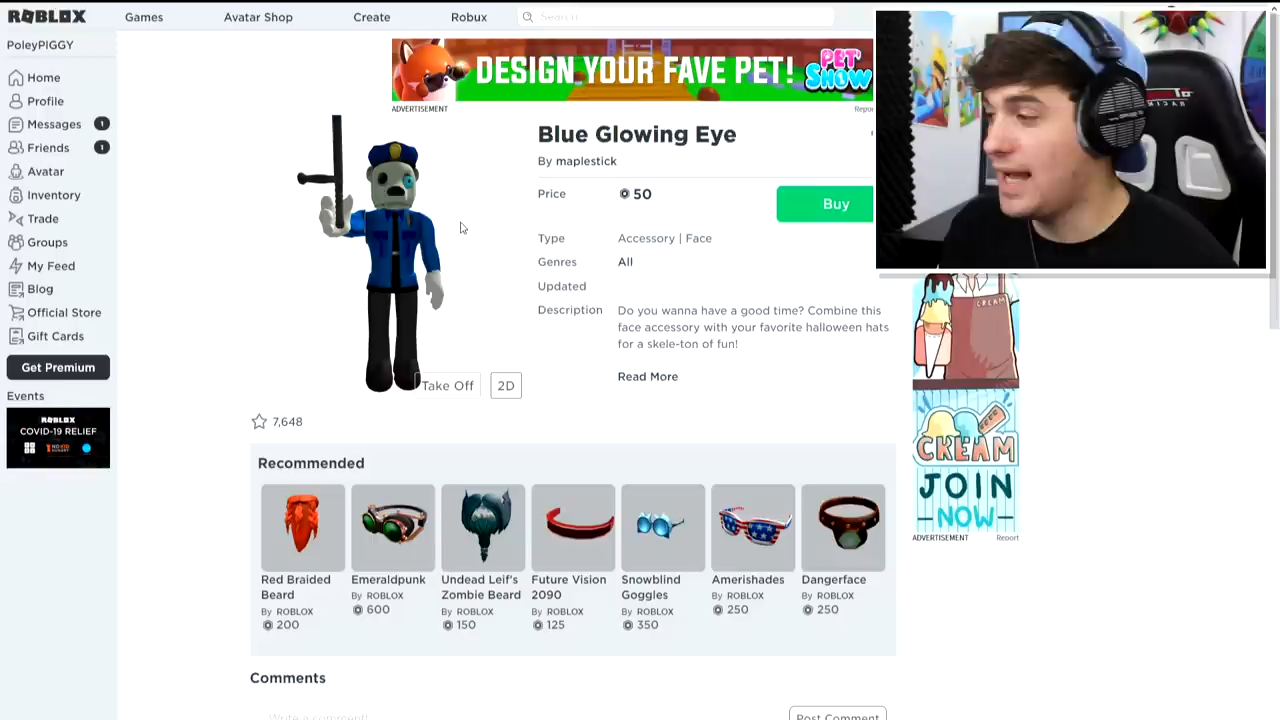 ROBLOX
Games
Avatar Shop
Create
Robux
Search
PoleyPIGGY
Home
Profile
Messages 1
Friends 1
Avatar
Inventory
Trade
Groups
My Feed
Blog
Official Store
Gift Cards
Get Premium
Events
ROBLOX
COVID-19 RELIEF
DESIGN YOUR FAVE PET!
PET SHOW
ADVERTISEMENT
Repor
Blue Glowing Eye
By maplestick
Price 50
Buy
Type Accessory | Face
Genres All
Updated
Description Do you wanna have a good time? Combine this
face accessory with your favorite halloween hats
for a skele-ton of fun!
Read More
Take Off
2D
7,648
CREAM
CREAM
JOIN
NOW
ADVERTISEMENT
Report
Recommended
Red Braided
Beard
By ROBLOX
200
Emeraldpunk
By ROBLOX
600
Undead Leif's
Zombie Beard
By ROBLOX
150
Future Vision
2090
By ROBLOX
125
Snowblind
Goggles
By ROBLOX
350
Amerishades
By ROBLOX
250
Dangerface
By ROBLOX
250
Comments
Write a comment!
Post Comment